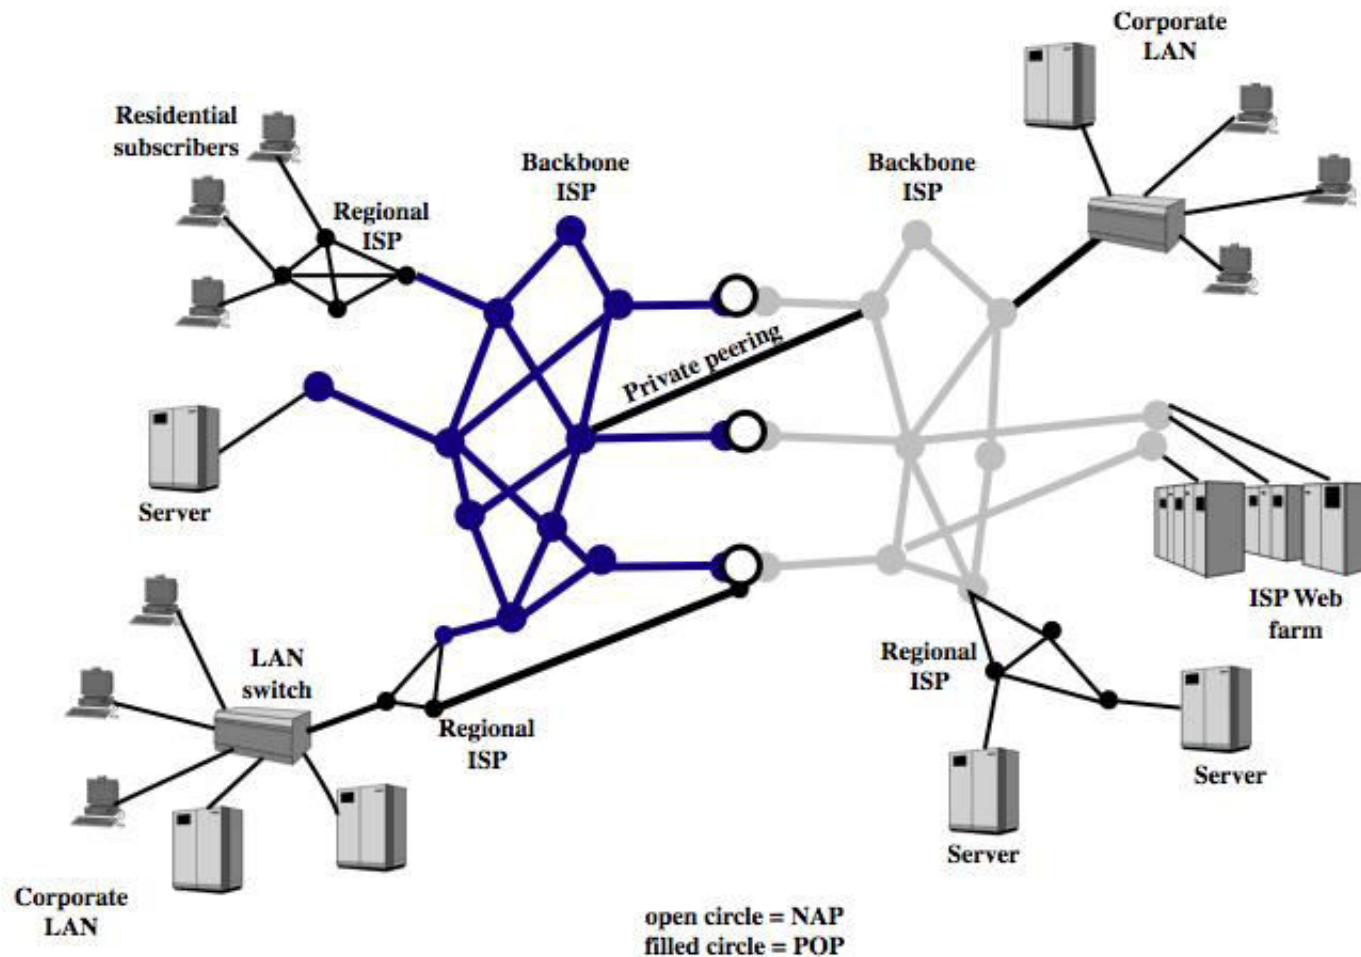 Corporate
LAN
Residential
subscribers
Backbone
ISP
Backbone
ISP
Regional
ISP
Private peering
Server
ISP Web
farm
LAN
switch
Regional
ISP
Regional
ISP
Server
Server
Corporate
LAN
open circle = NAP
filled circle = POP